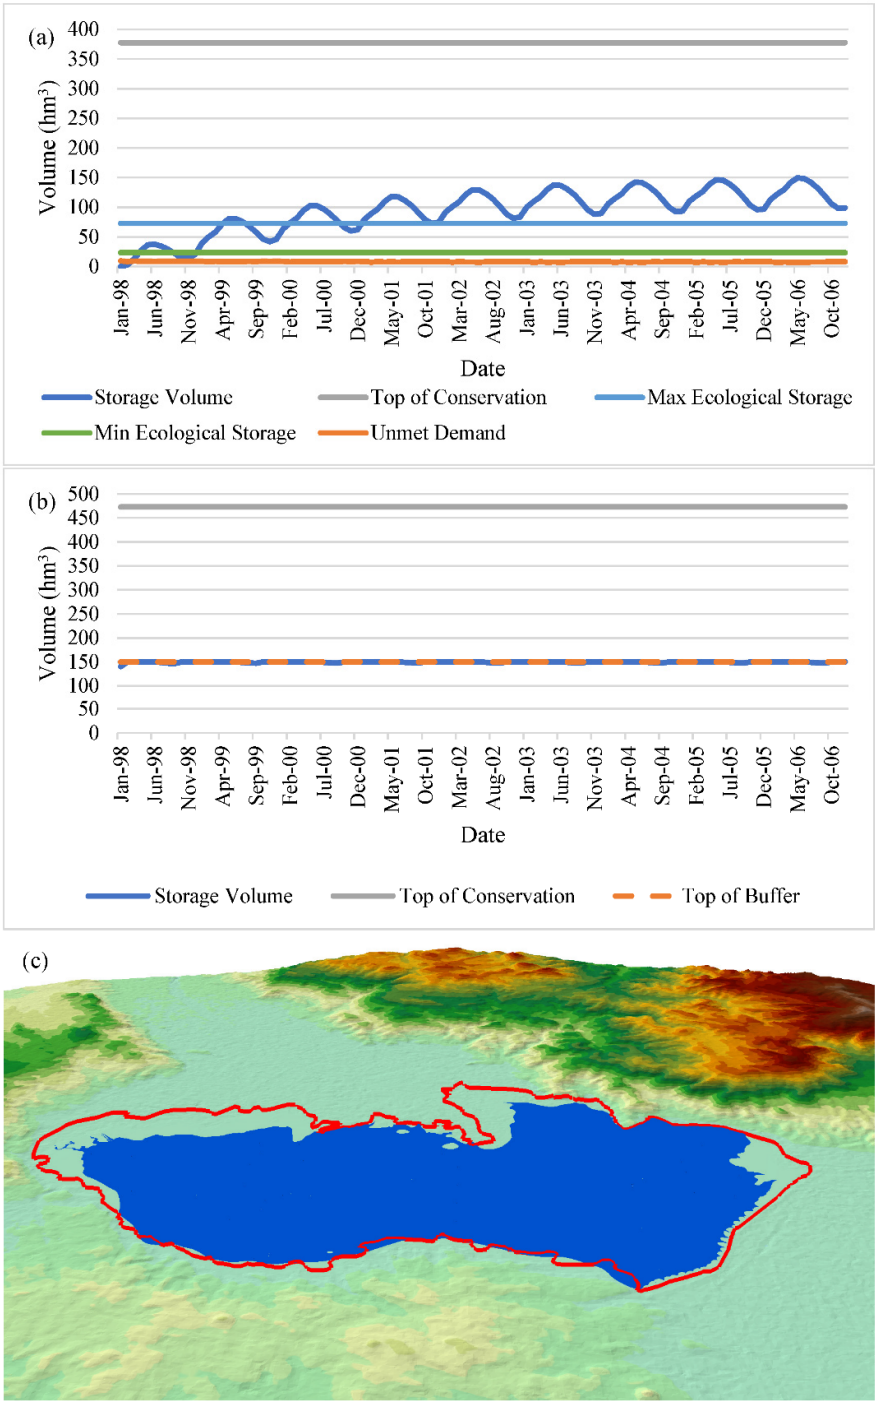 (a)
400
350
300
250
200
150
100
50
0
Volume (hm³)
Jan-98 Jun-98 Nov-98 Apr-99 Sep-99 Feb-00 Jul-00 Dec-00 May-01 Oct-01 Mar-02 Aug-02 Jan-03 Jun-03 Nov-03 Apr-04 Sep-04 Feb-05 Jul-05 Dec-05 May-06 Oct-06
Date
Storage Volume Top of Conservation Max Ecological Storage
Min Ecological Storage Unmet Demand
(b)
500
450
400
350
300
250
200
150
100
50
0
Volume (hm³)
Jan-98 Jun-98 Nov-98 Apr-99 Sep-99 Feb-00 Jul-00 Dec-00 May-01 Oct-01 Mar-02 Aug-02 Jan-03 Jun-03 Nov-03 Apr-04 Sep-04 Feb-05 Jul-05 Dec-05 May-06 Oct-06
Date
Storage Volume Top of Conservation Top of Buffer
(c)